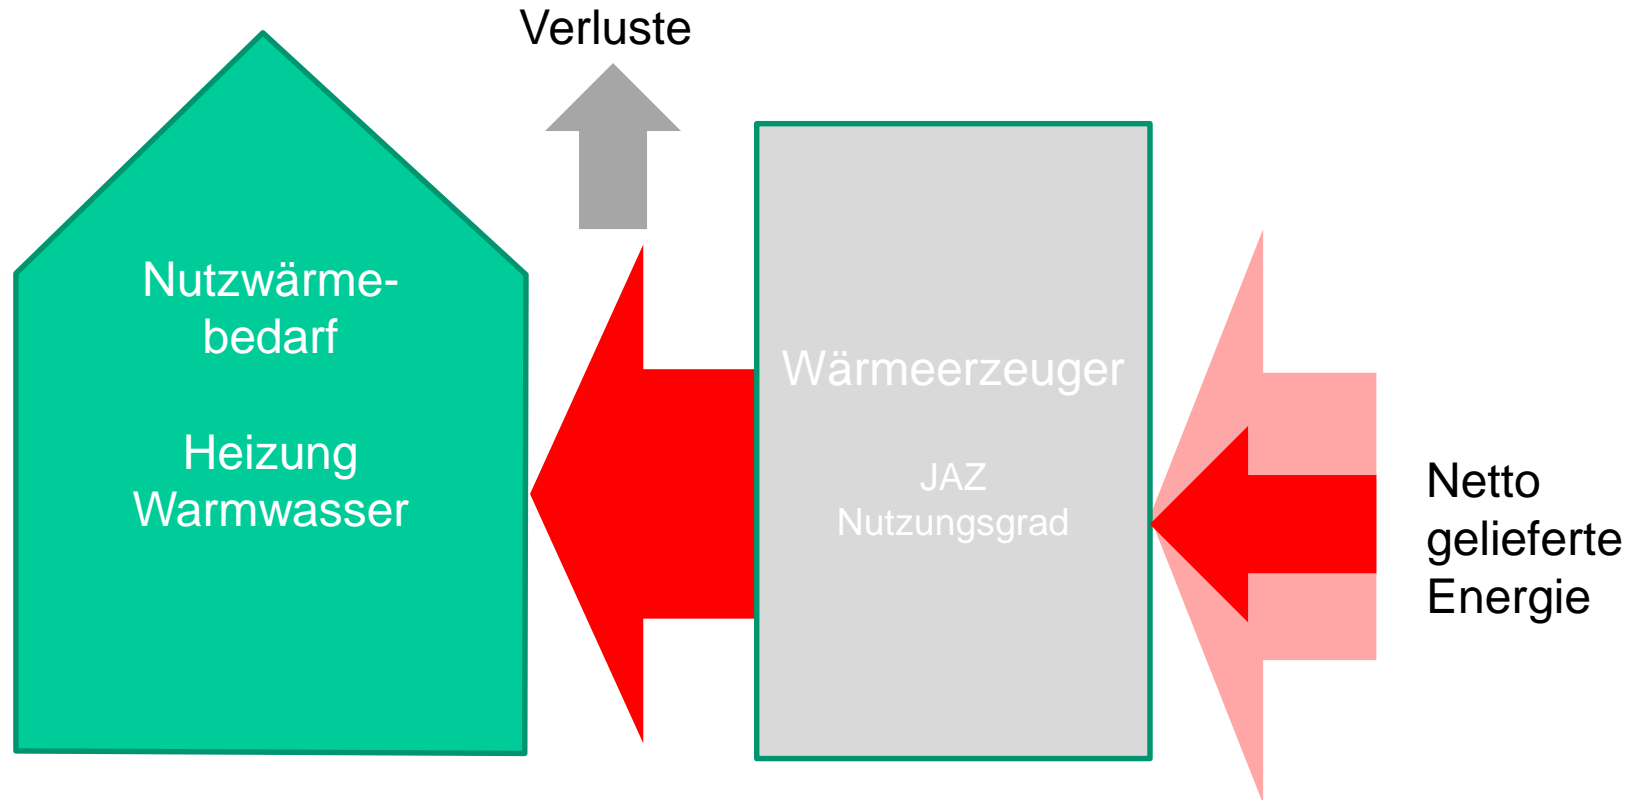 Verluste
Nutzwärme-
bedarf
Heizung
Warmwasser
Wärmeerzeuger
JAZ
Nutzungsgrad
Netto
gelieferte
Energie